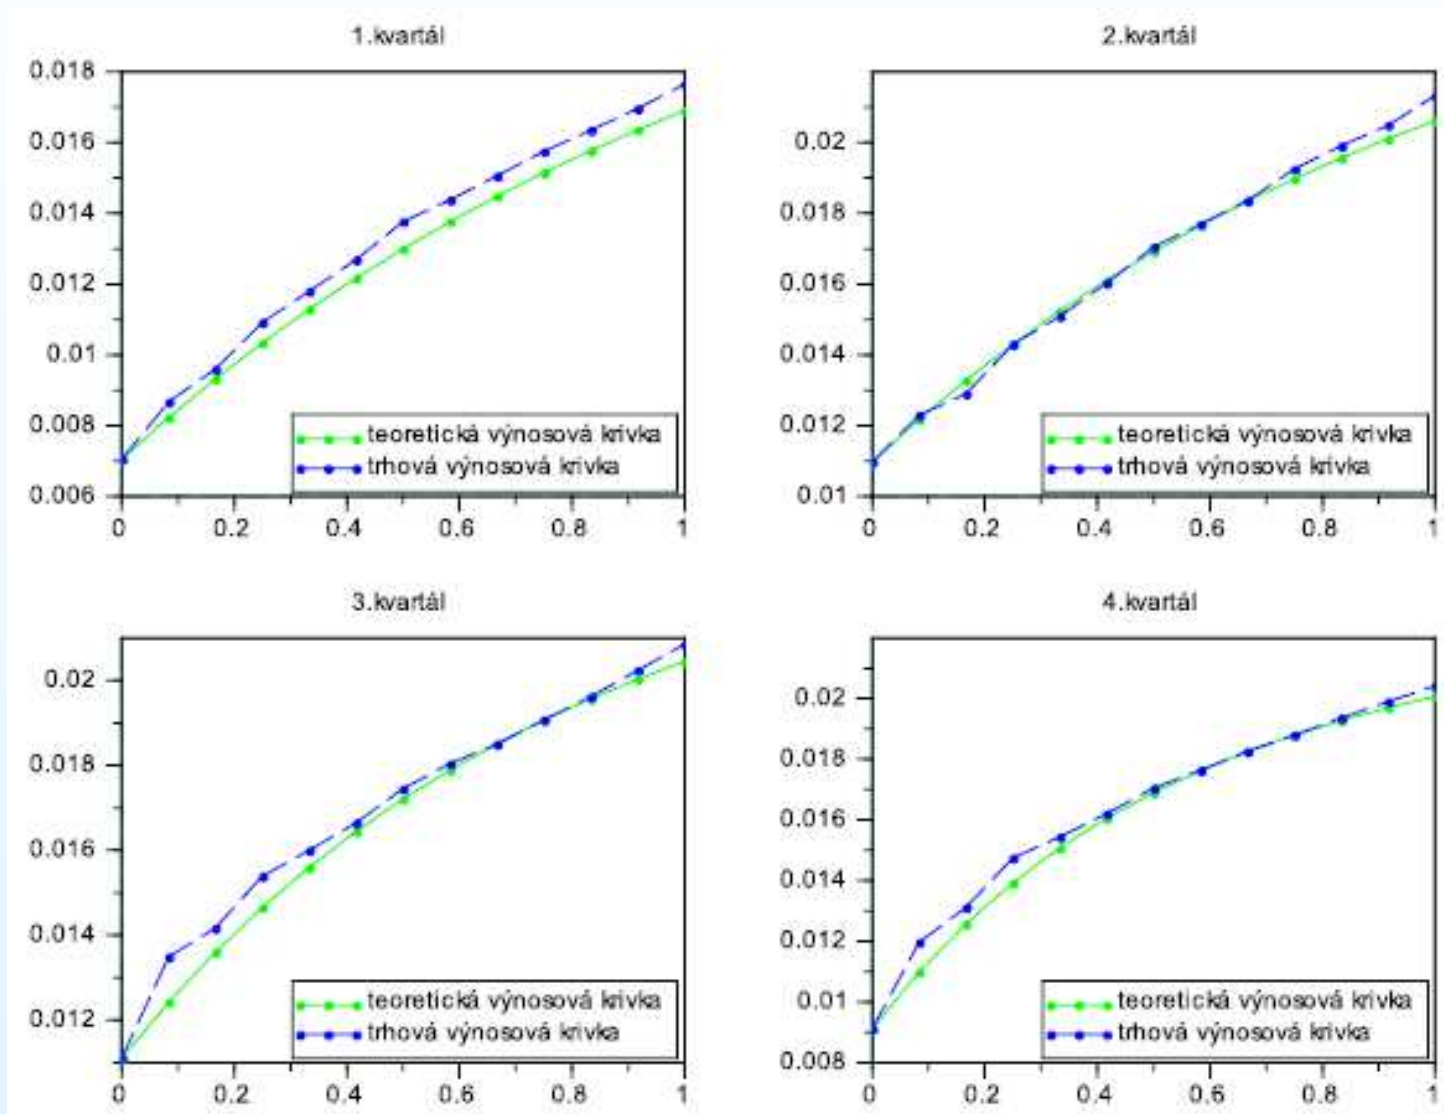 1.kvartál
0.018
0.016
0.014
0.012
0.01
0.008
0.006
0 0.2 0.4 0.6 0.8 1
teoretická výnosová krivka
trhová výnosová krivka
2.kvartál
0.02
0.018
0.016
0.014
0.012
0.01
0 0.2 0.4 0.6 0.8 1
teoretická výnosová krivka
trhová výnosová krivka
3.kvartál
0.02
0.018
0.016
0.014
0.012
0 0.2 0.4 0.6 0.8 1
teoretická výnosová krivka
trhová výnosová krivka
4.kvartál
0.02
0.018
0.016
0.014
0.012
0.01
0.008
0 0.2 0.4 0.6 0.8 1
teoretická výnosová krivka
trhová výnosová krivka